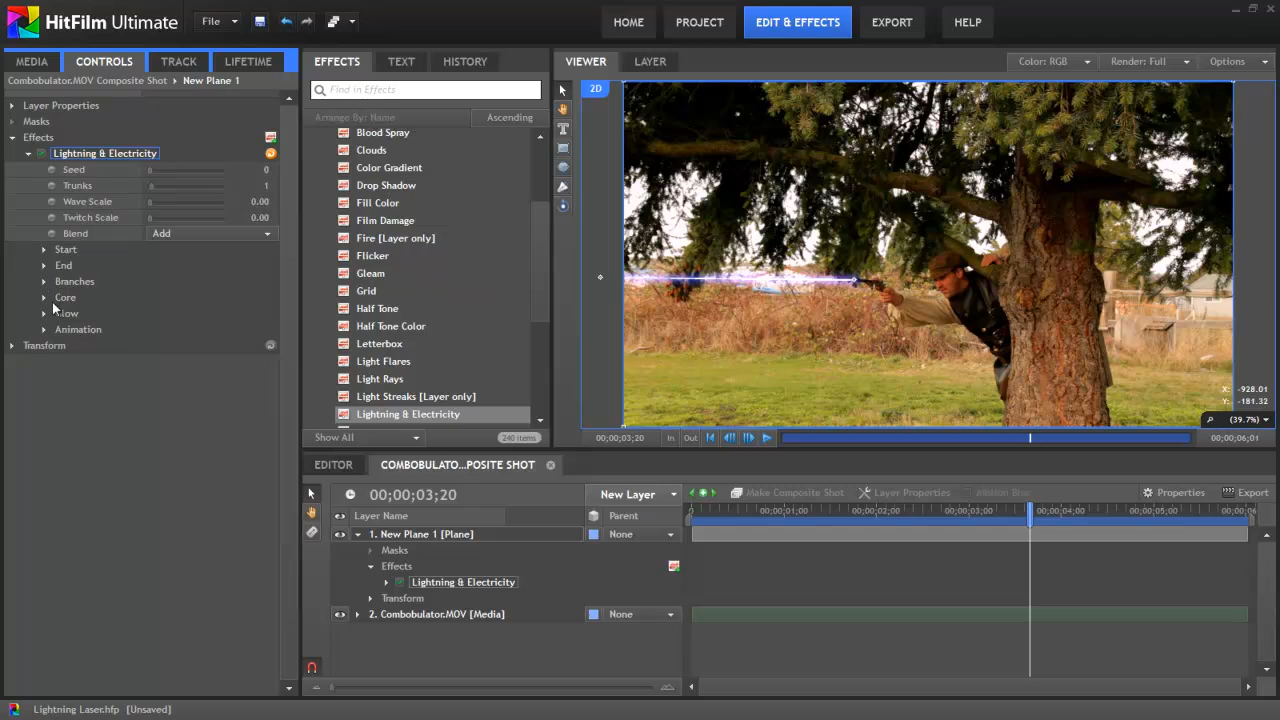 HitFilm Ultimate
File
HOME
PROJECT
EDIT & EFFECTS
EXPORT
HELP
MEDIA
CONTROLS
TRACK
LIFETIME
Combobulator.MOV Composite Shot
New Plane 1
Layer Properties
Masks
Effects
Lightning & Electricity
Seed 0
Trunks 1
Wave Scale 0.00
Twitch Scale 0.00
Blend Add
Start
End
Branches
Core
Animation
Transform
EFFECTS
TEXT
HISTORY
Find in Effects
Arrange By: Name
Ascending
Blood Spray
Clouds
Color Gradient
Drop Shadow
Fill Color
Film Damage
Fire [Layer only]
Flicker
Gleam
Grid
Half Tone
Half Tone Color
Letterbox
Light Flares
Light Rays
Light Streaks [Layer only]
Lightning & Electricity
Show All
240 items
VIEWER
LAYER
Color: RGB
Render: Full
Options
2D
X: -928.01
Y: -181.32
(39.7%)
00;00;03;20
In
Out
00;00;06;01
EDITOR
COMBOBULATO...POSITE SHOT
00;00;03;20
New Layer
Make Composite Shot
Layer Properties
Motion Blur
Properties
Export
Layer Name
Parent
0
00;00;01;00
00;00;02;00
00;00;03;00
00;00;04;00
00;00;05;00
1. New Plane 1 [Plane]
None
Masks
Effects
Lightning & Electricity
Transform
2. Combobulator.MOV [Media]
None
Lightning Laser.hfp
[Unsaved]